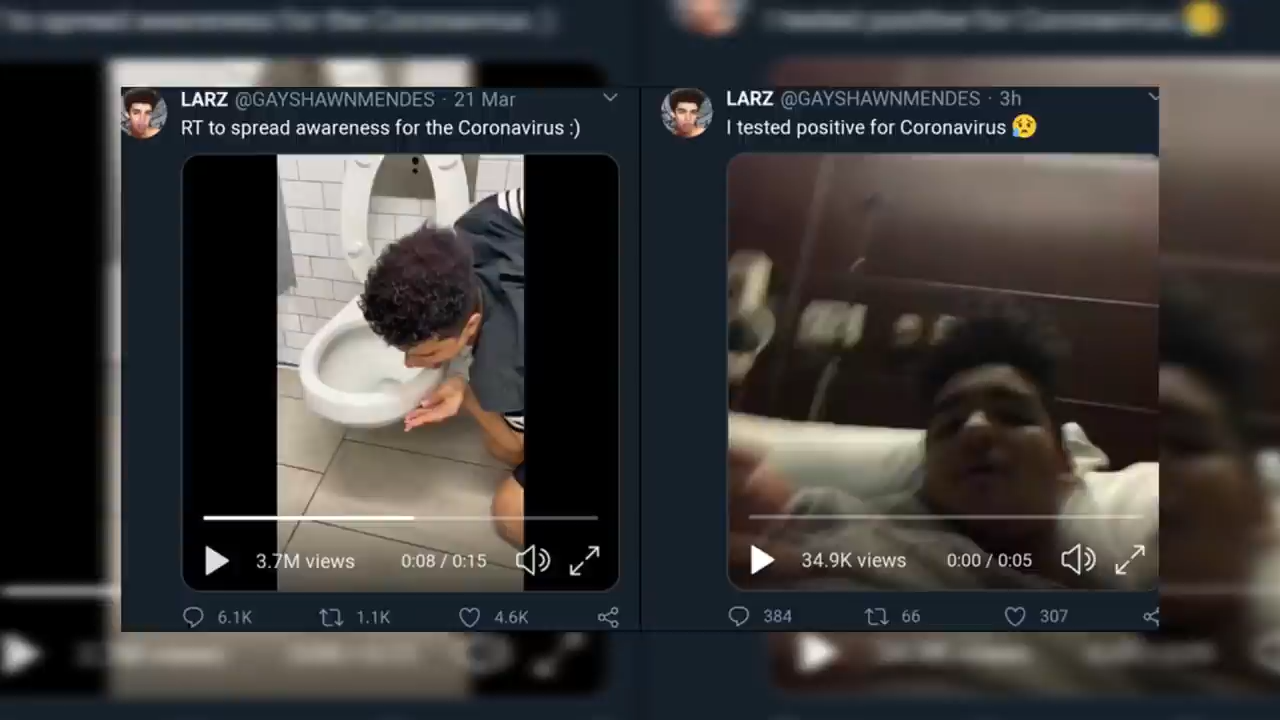 LARZ @GAYSHAWNMENDES · 21 Mar
RT to spread awareness for the Coronavirus :)
3.7M views 0:08 / 0:15
6.1K 1.1K 4.6K
LARZ @GAYSHAWNMENDES · 3h
I tested positive for Coronavirus 😥
34.9K views 0:00 / 0:05
384 66 307